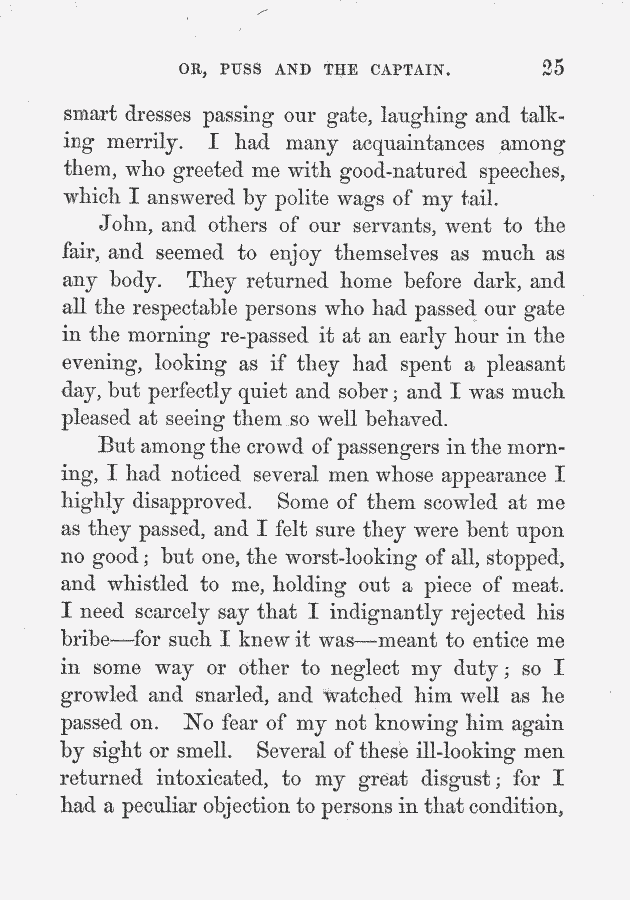 OR, PUSS AND THE CAPTAIN. 25
smart dresses passing our gate, laughing and talk-
ing merrily. I had many acquaintances among
them, who greeted me with good-natured speeches,
which I answered by polite wags of my tail.
John, and others of our servants, went to the
fair, and seemed to enjoy themselves as much as
any body. They returned home before dark, and
all the respectable persons who had passed our gate
in the morning re-passed it at an early hour in the
evening, looking as if they had spent a pleasant
day, but perfectly quiet and sober; and I was much
pleased at seeing them so well behaved.
But among the crowd of passengers in the morn-
ing, I had noticed several men whose appearance I
highly disapproved. Some of them scowled at me
as they passed, and I felt sure they were bent upon
no good; but one, the worst-looking of all, stopped,
and whistled to me, holding out a piece of meat.
I need scarcely say that I indignantly rejected his
bribe—for such I knew it was—meant to entice me
in some way or other to neglect my duty; so I
growled and snarled, and watched him well as he
passed on. No fear of my not knowing him again
by sight or smell. Several of these ill-looking men
returned intoxicated, to my great disgust; for I
had a peculiar objection to persons in that condition,